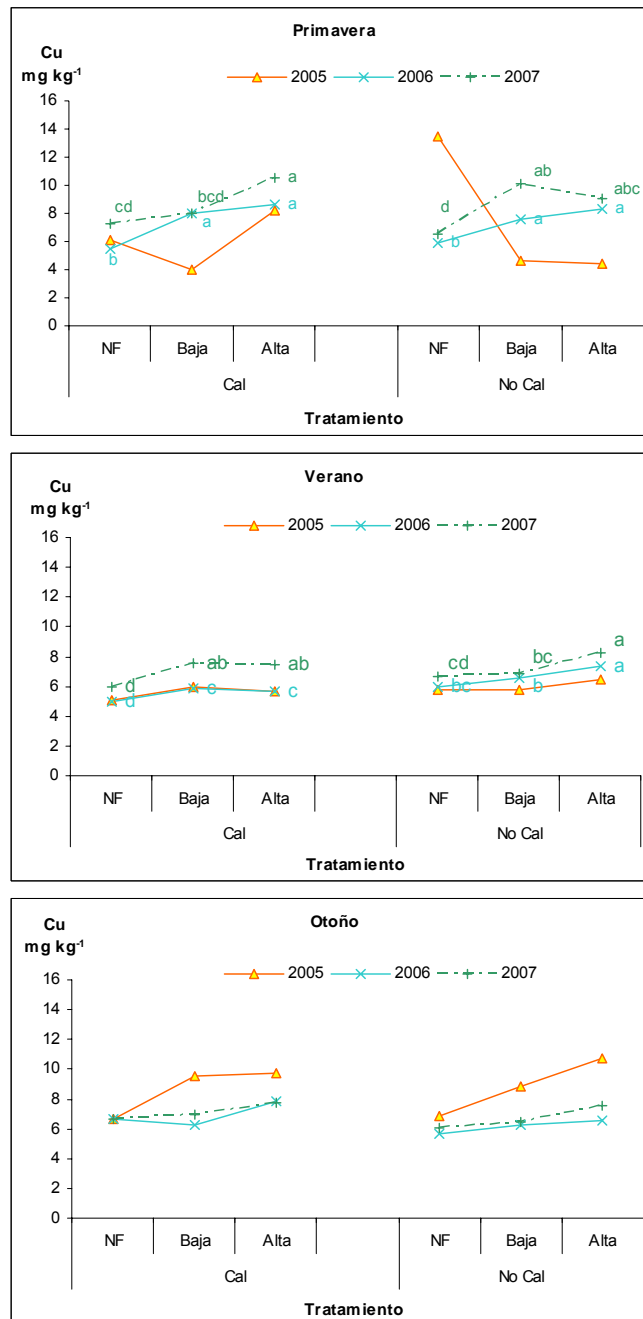 Primavera
Cu
mg kg-1
2005 2006 2007
16
14
12
10
8
6
4
2
0
cd bcd a
b a a
d ab abc
b a a
NF Baja Alta NF Baja Alta
Cal No Cal
Tratamiento
Verano
Cu
mg kg-1
2005 2006 2007
16
14
12
10
8
6
4
2
0
d ab ab
d c c
cd bc a
bc b a
NF Baja Alta NF Baja Alta
Cal No Cal
Tratamiento
Otoño
Cu
mg kg-1
2005 2006 2007
16
14
12
10
8
6
4
2
0
NF Baja Alta NF Baja Alta
Cal No Cal
Tratamiento